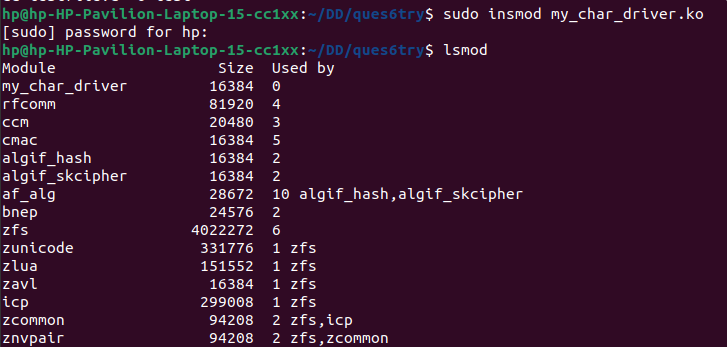 hp@hp-HP-Pavilion-Laptop-15-cc1xx:~/DD/ques6try$ sudo insmod my_char_driver.ko
[sudo] password for hp:
hp@hp-HP-Pavilion-Laptop-15-cc1xx:~/DD/ques6try$ lsmod
Module                  Size  Used by
my_char_driver         16384  0
rfcomm                 81920  4
ccm                    20480  3
cmac                   16384  5
algif_hash             16384  2
algif_skcipher         16384  2
af_alg                 28672  10 algif_hash,algif_skcipher
bnep                   24576  2
zfs                  4022272  6
zunicode              331776  1 zfs
zlua                  151552  1 zfs
zavl                   16384  1 zfs
icp                   299008  1 zfs
zcommon                94208  2 zfs,icp
znvpair                94208  2 zfs,zcommon